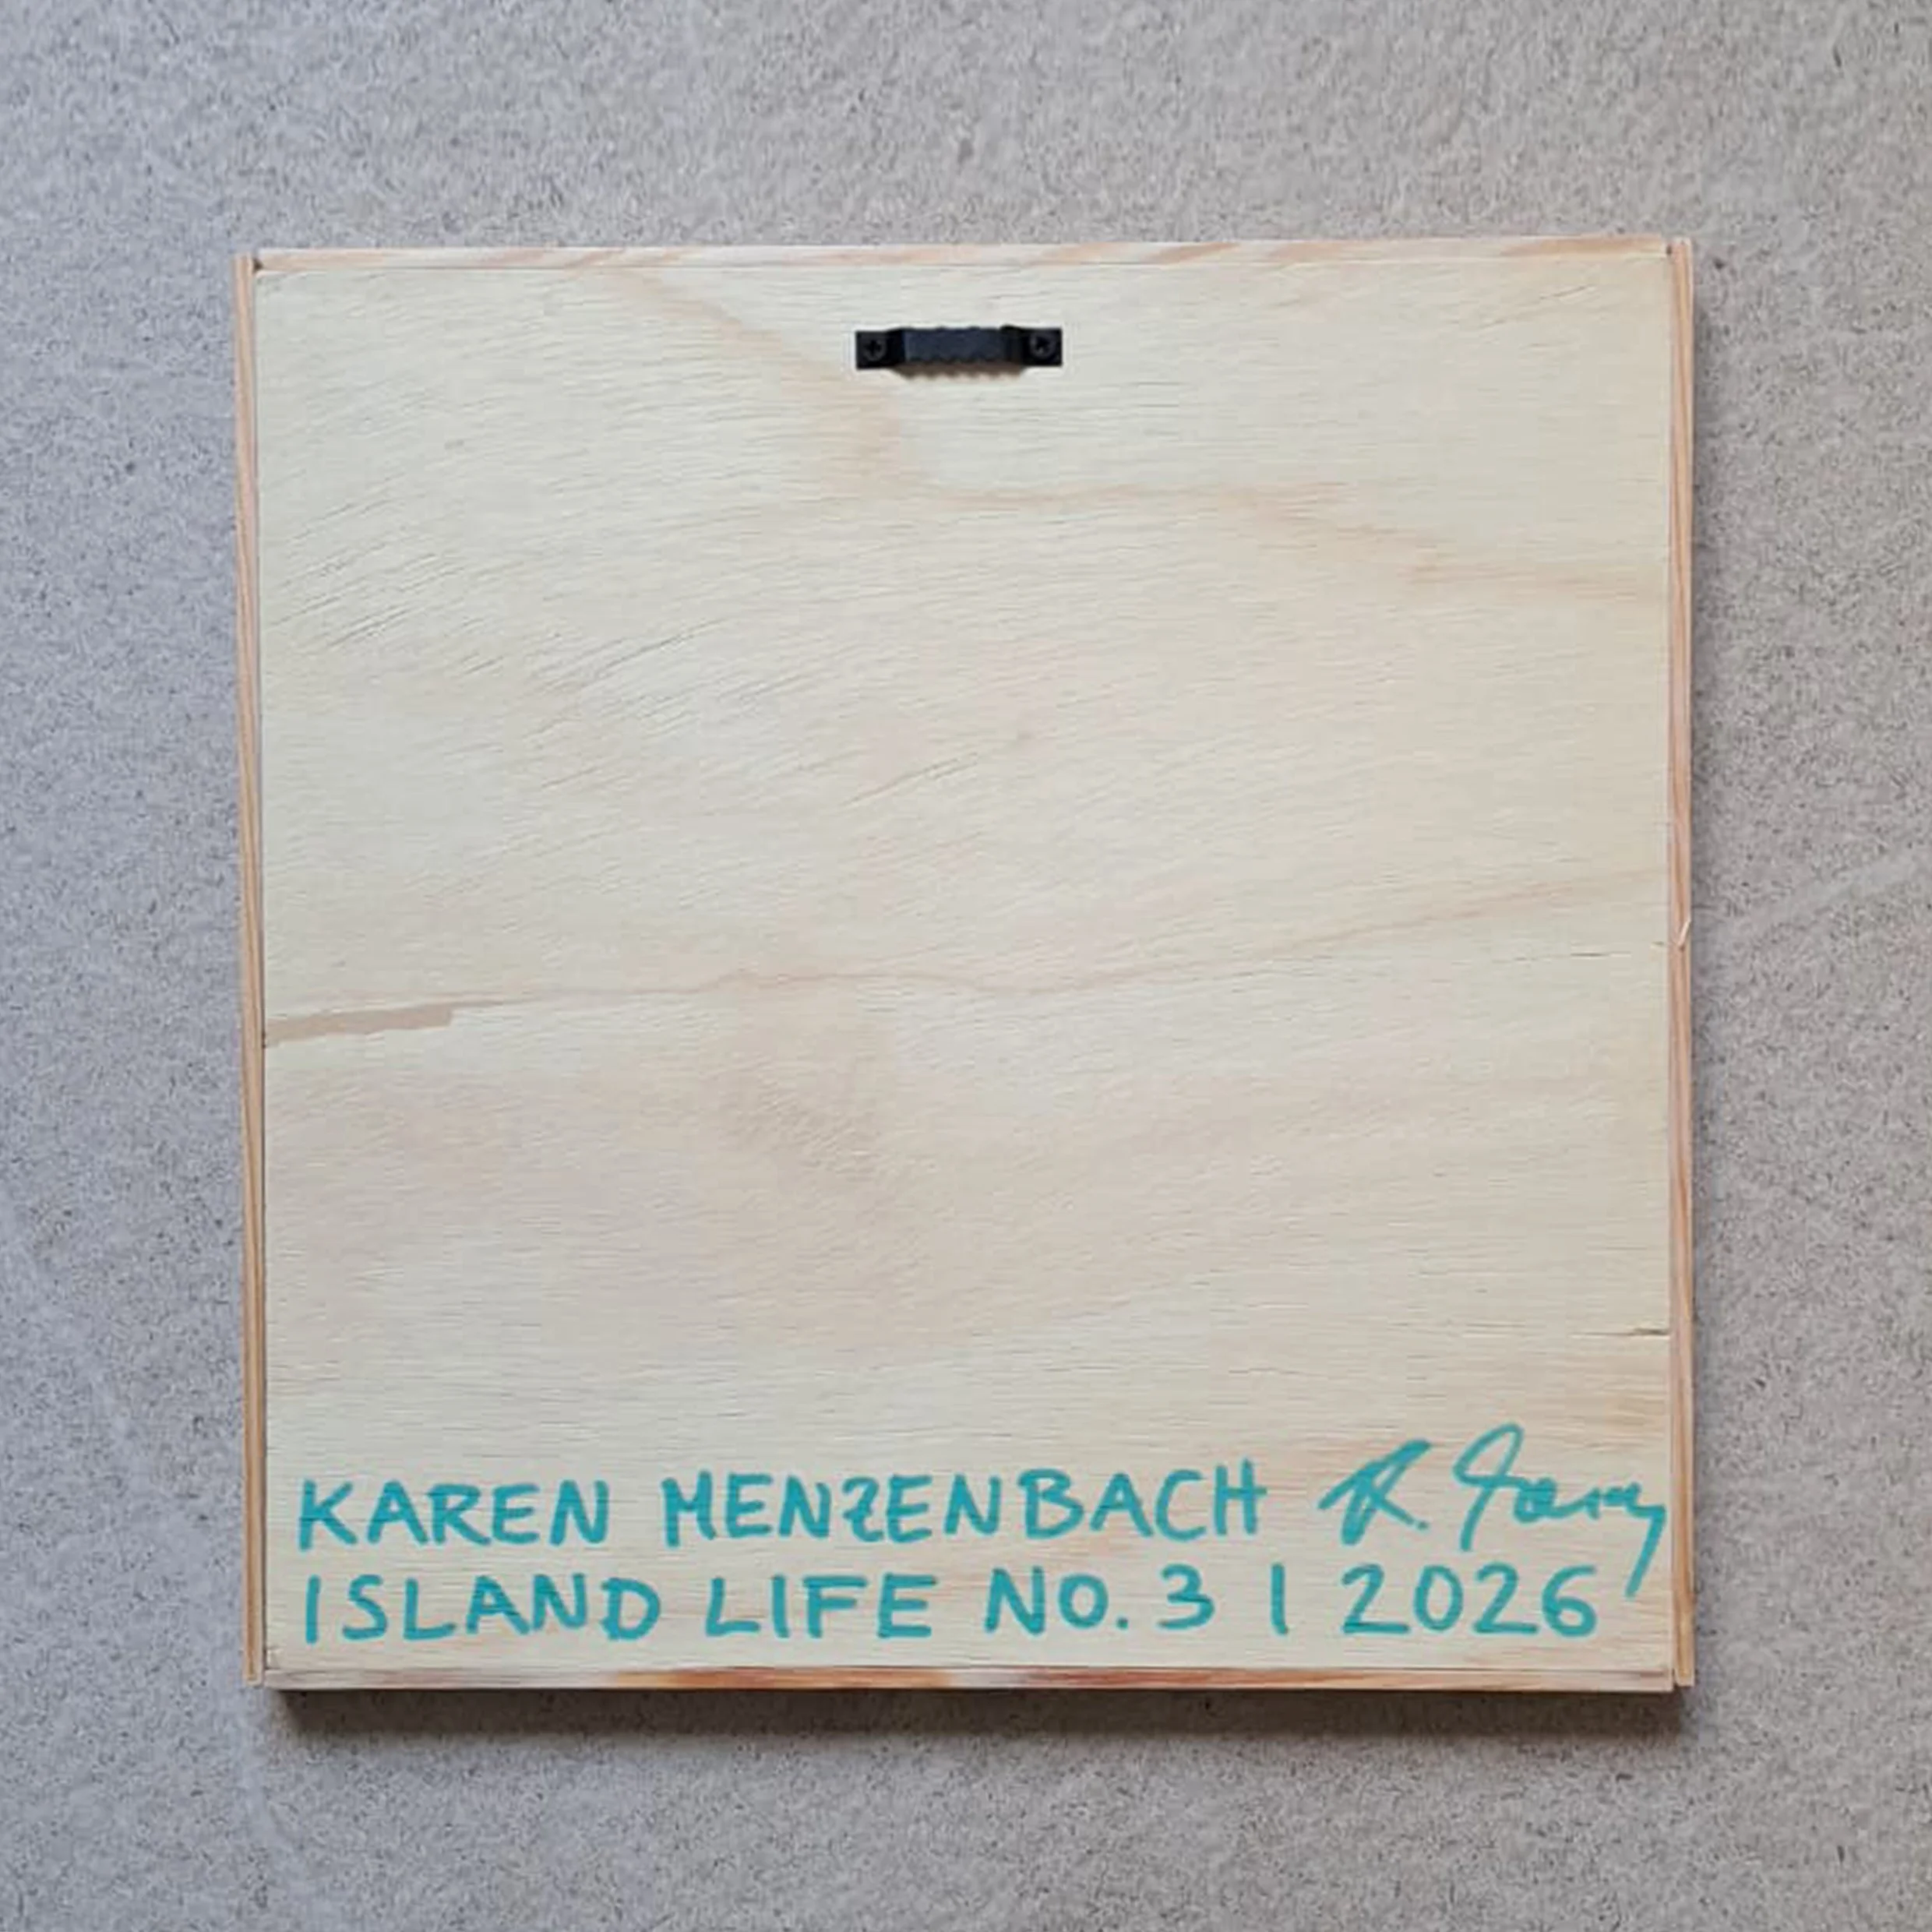 KAREN MENZENBACH
ISLAND LIFE NO. 3 | 2026